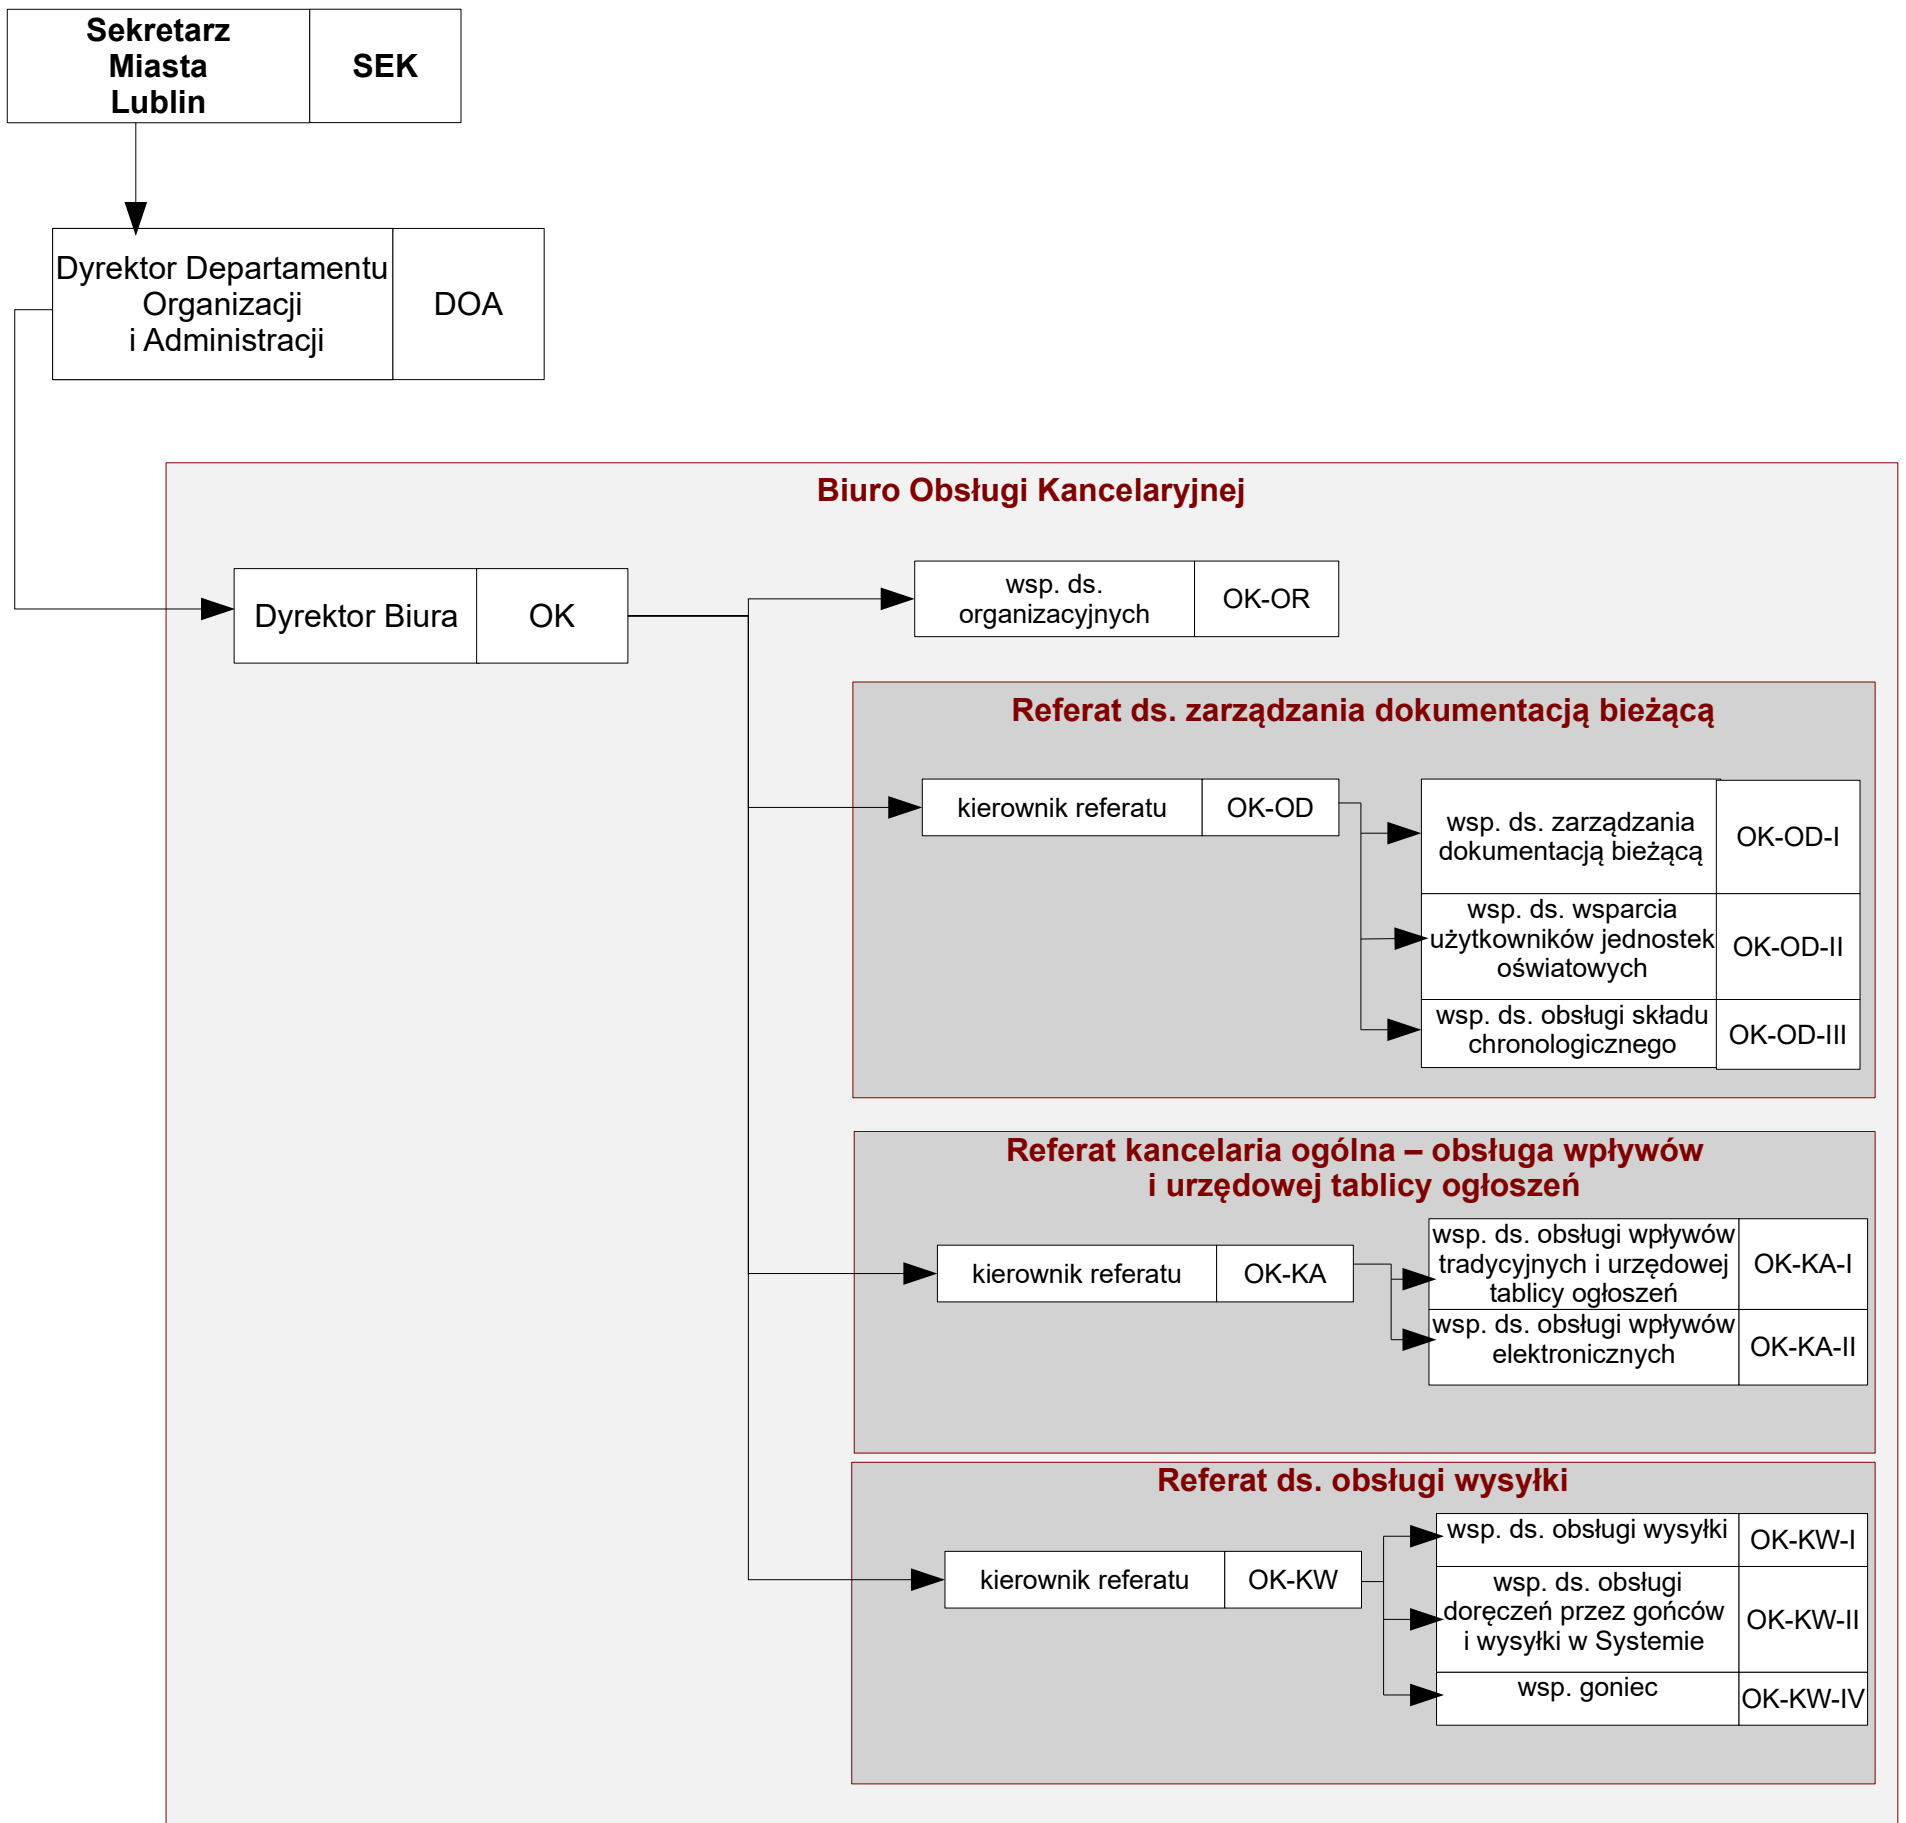 Sekretarz
Miasta
Lublin
SEK
Dyrektor Departamentu
Organizacji
i Administracji
DOA
Biuro Obsługi Kancelaryjnej
Dyrektor Biura
OK
wsp. ds.
organizacyjnych
OK-OR
Referat ds. zarządzania dokumentacją bieżącą
kierownik referatu
OK-OD
wsp. ds. zarządzania
dokumentacją bieżącą
OK-OD-I
wsp. ds. wsparcia
użytkowników jednostek
oświatowych
OK-OD-II
wsp. ds. obsługi składu
chronologicznego
OK-OD-III
Referat kancelaria ogólna – obsługa wpływów
i urzędowej tablicy ogłoszeń
kierownik referatu
OK-KA
wsp. ds. obsługi wpływów
tradycyjnych i urzędowej
tablicy ogłoszeń
OK-KA-I
wsp. ds. obsługi wpływów
elektronicznych
OK-KA-II
Referat ds. obsługi wysyłki
kierownik referatu
OK-KW
wsp. ds. obsługi wysyłki
OK-KW-I
wsp. ds. obsługi
doręczeń przez gońców
i wysyłki w Systemie
OK-KW-II
wsp. goniec
OK-KW-IV